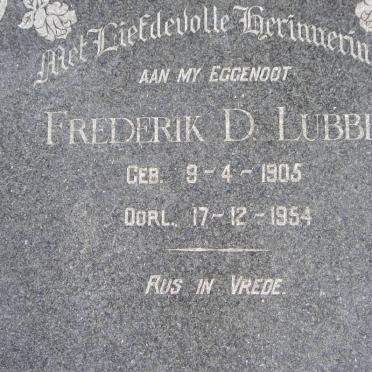 Met Liefdevolle Herinnerin
AAN MY EGGENOOT
FREDERIK D. LUBB
GEB. 9-4-1905
OORL. 17-12-1954
RUS IN VREDE.